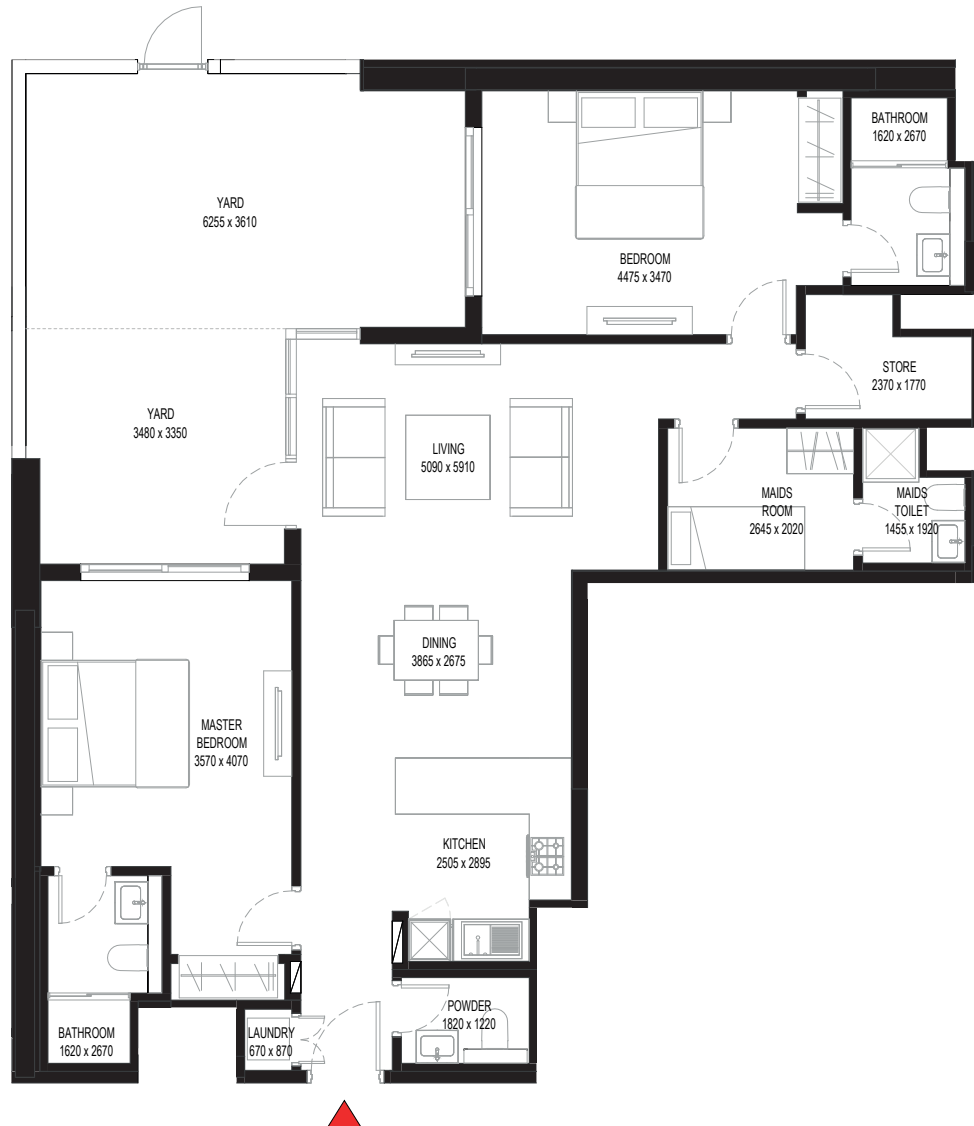 BATHROOM
1620 x 2670
YARD
6255 x 3610
BEDROOM
4475 x 3470
STORE
2370 x 1770
YARD
3480 x 3350
LIVING
5090 x 5910
MAIDS
ROOM
2645 x 2020
MAIDS
TOILET
1455 x 1920
DINING
3865 x 2675
MASTER
BEDROOM
3570 x 4070
KITCHEN
2505 x 2895
POWDER
1820 x 1220
BATHROOM
1620 x 2670
LAUNDRY
670 x 870